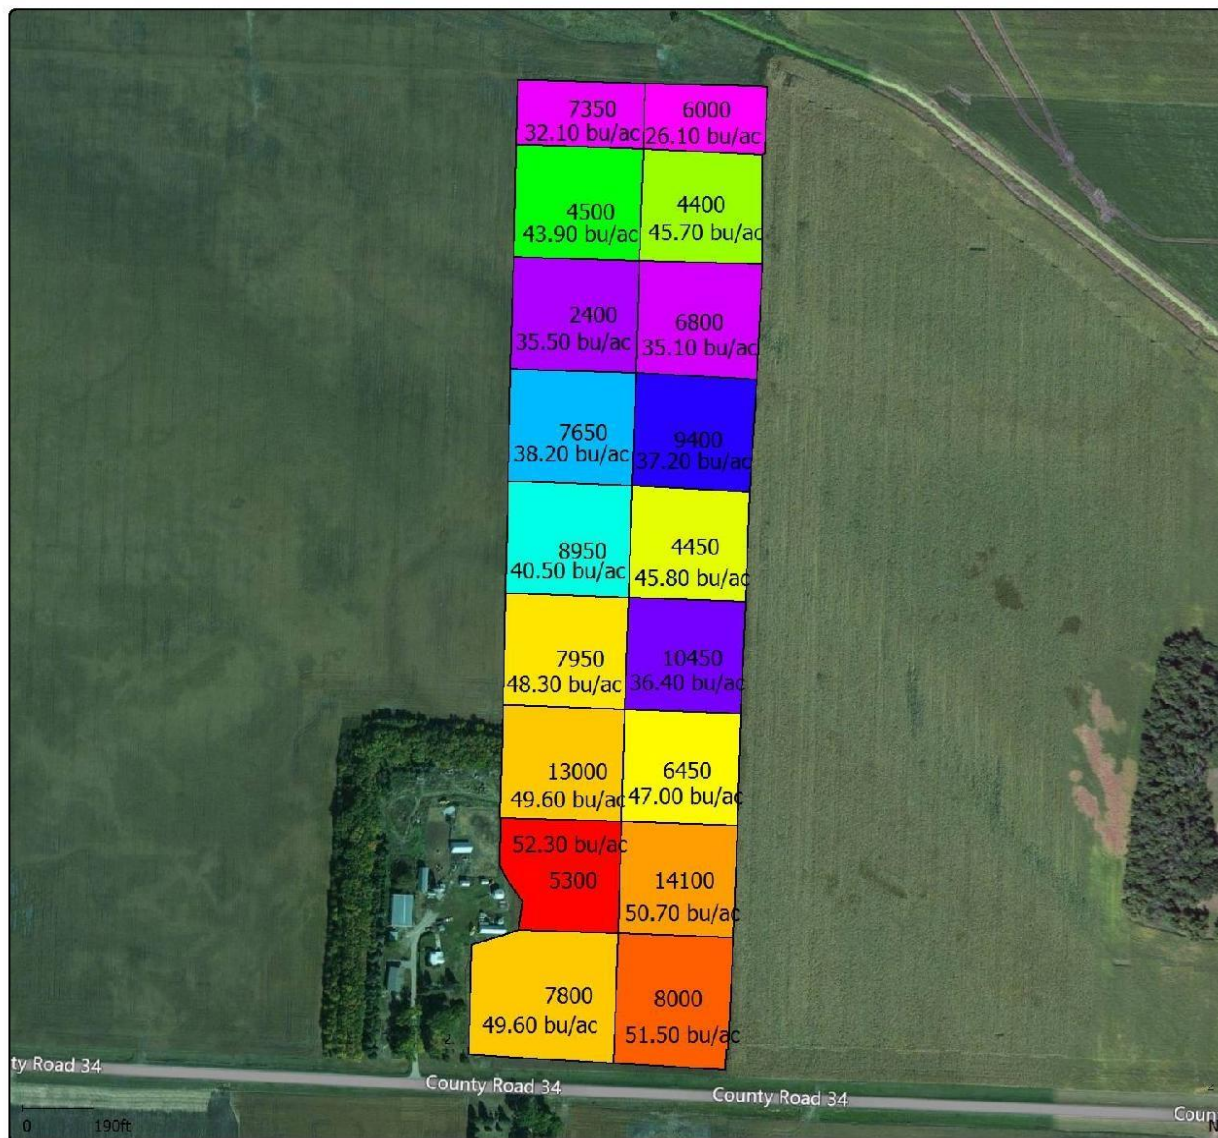 7350
32.10 bu/ac
6000
26.10 bu/ac
4500
43.90 bu/ac
4400
45.70 bu/ac
2400
35.50 bu/ac
6800
35.10 bu/ac
7650
38.20 bu/ac
9400
37.20 bu/ac
8950
40.50 bu/ac
4450
45.80 bu/ac
7950
48.30 bu/ac
10450
36.40 bu/ac
13000
49.60 bu/ac
6450
47.00 bu/ac
52.30 bu/ac
5300
14100
50.70 bu/ac
7800
49.60 bu/ac
8000
51.50 bu/ac
ty Road 34
County Road 34
County Road 34
Coun
0 190ft
N